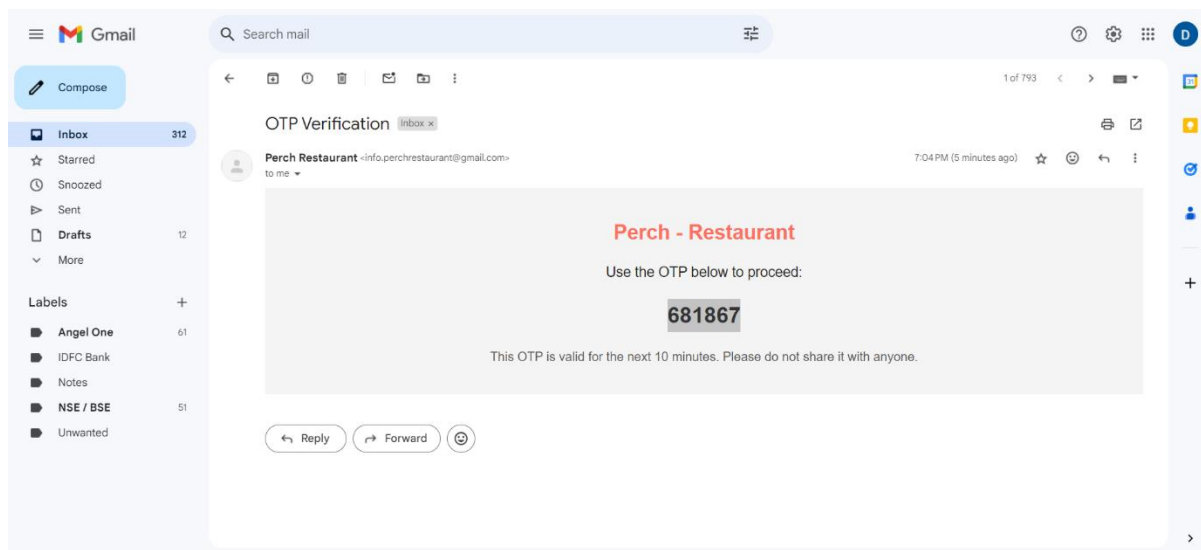 Gmail
Search mail
D
Compose
1 of 793
Inbox 312
Starred
Snoozed
Sent
Drafts 12
More
Labels
Angel One 61
IDFC Bank
Notes
NSE / BSE 51
Unwanted
OTP Verification Inbox x
Perch Restaurant <info.perchrestaurant@gmail.com> 7:04 PM (5 minutes ago)
to me
Perch - Restaurant
Use the OTP below to proceed:
681867
This OTP is valid for the next 10 minutes. Please do not share it with anyone.
Reply Forward
31